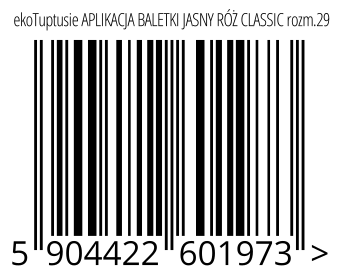 ekoTuptusie APLIKACJA BALETKI JASNY RÓŻ CLASSIC rozm.29
5 904422 601973 >